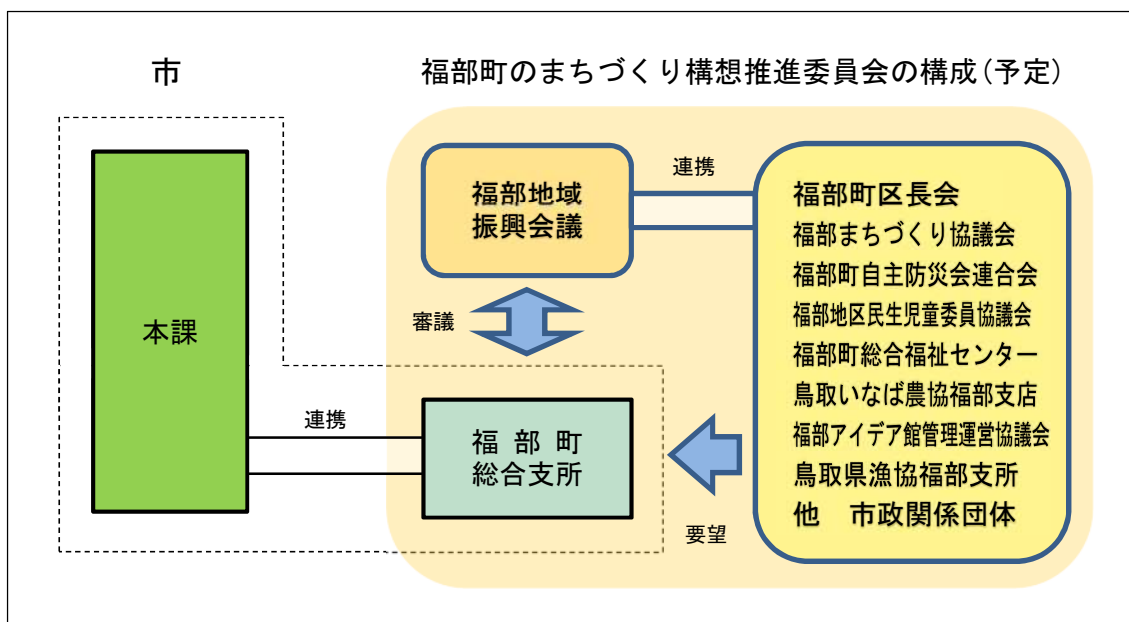 市
福部町のまちづくり構想推進委員会の構成(予定)
本課
連携
福部地域
振興会議
審議
福部町
総合支所
連携
要望
福部町区長会
福部まちづくり協議会
福部町自主防災会連合会
福部地区民生児童委員協議会
福部町総合福祉センター
鳥取いなば農協福部支店
福部アイデア館管理運営協議会
鳥取県漁協福部支所
他　市政関係団体